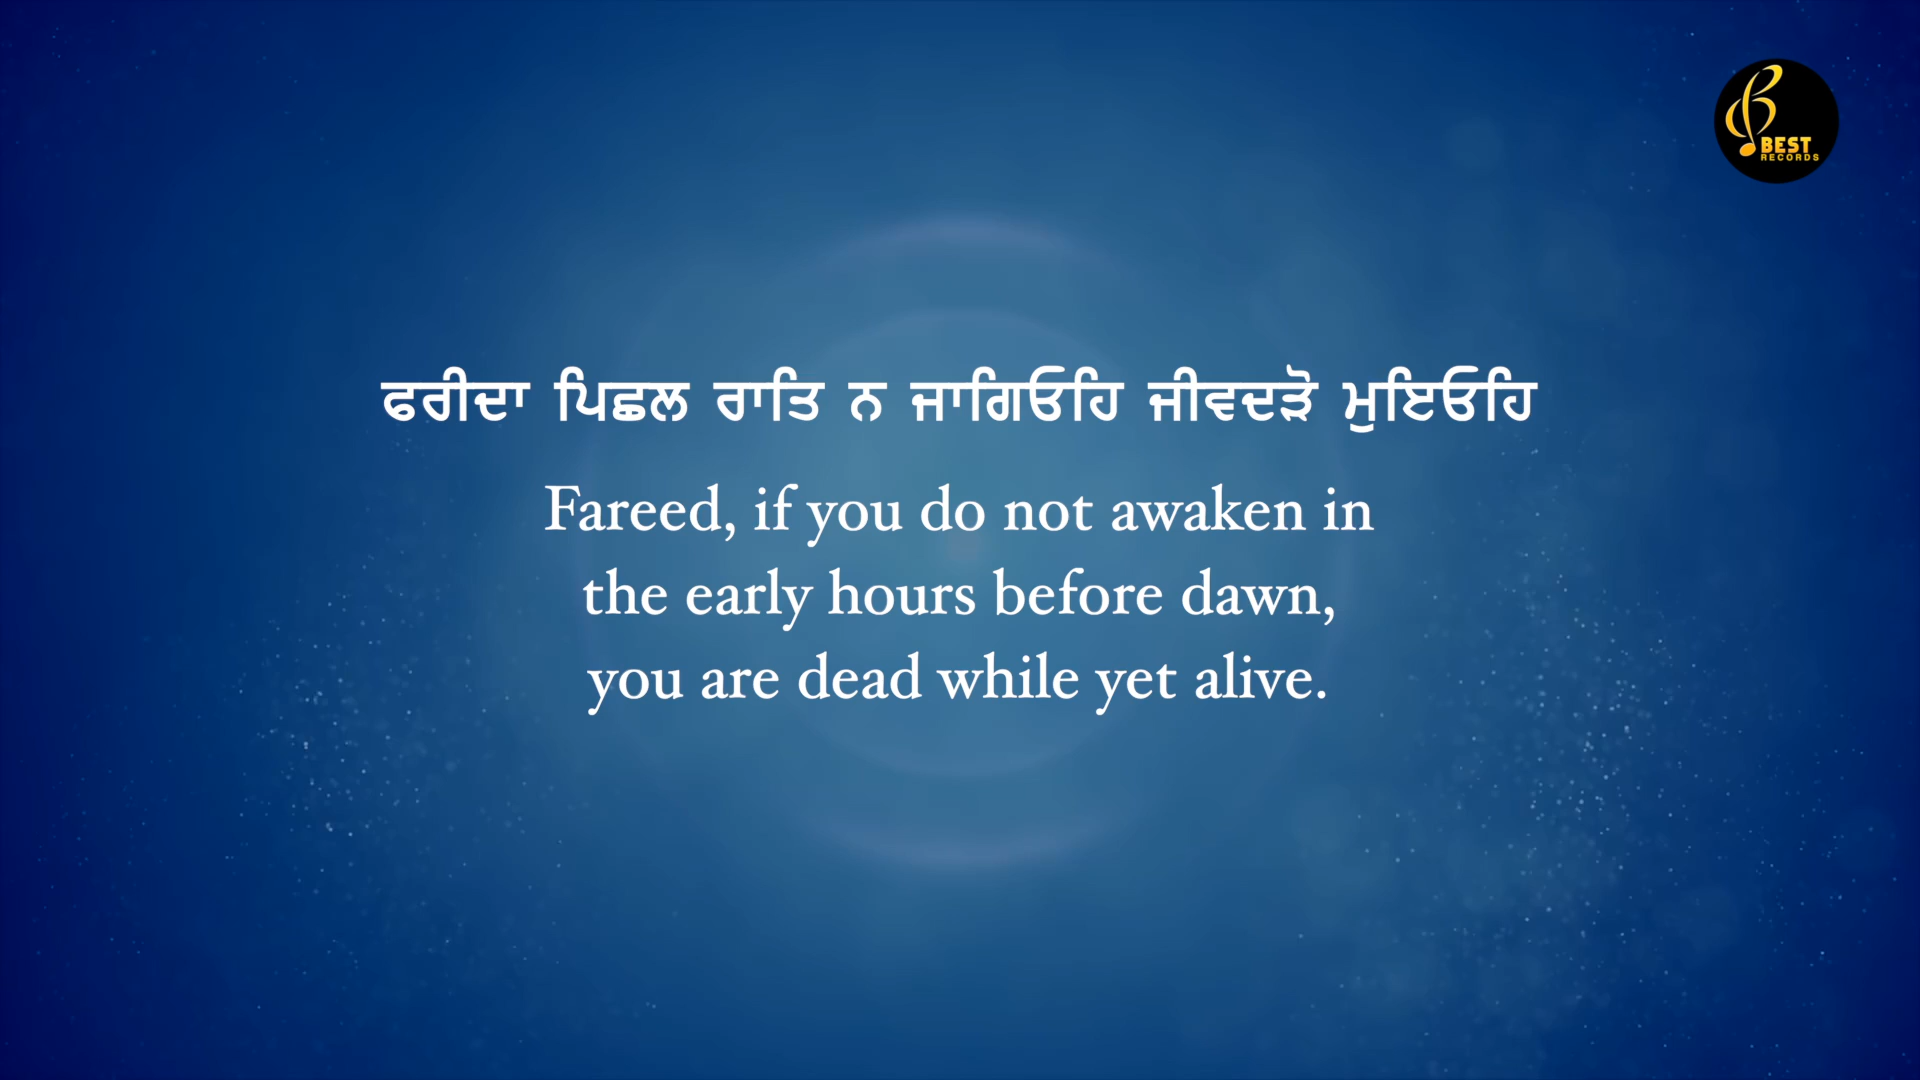 BEST
RECORDS
ਫਰੀਦਾ ਪਿਛਲ ਰਾਤਿ ਨ ਜਾਗਿਓਹਿ ਜੀਵਦੜੋ ਮੁਇਓਹਿ
Fareed, if you do not awaken in
the early hours before dawn,
you are dead while yet alive.